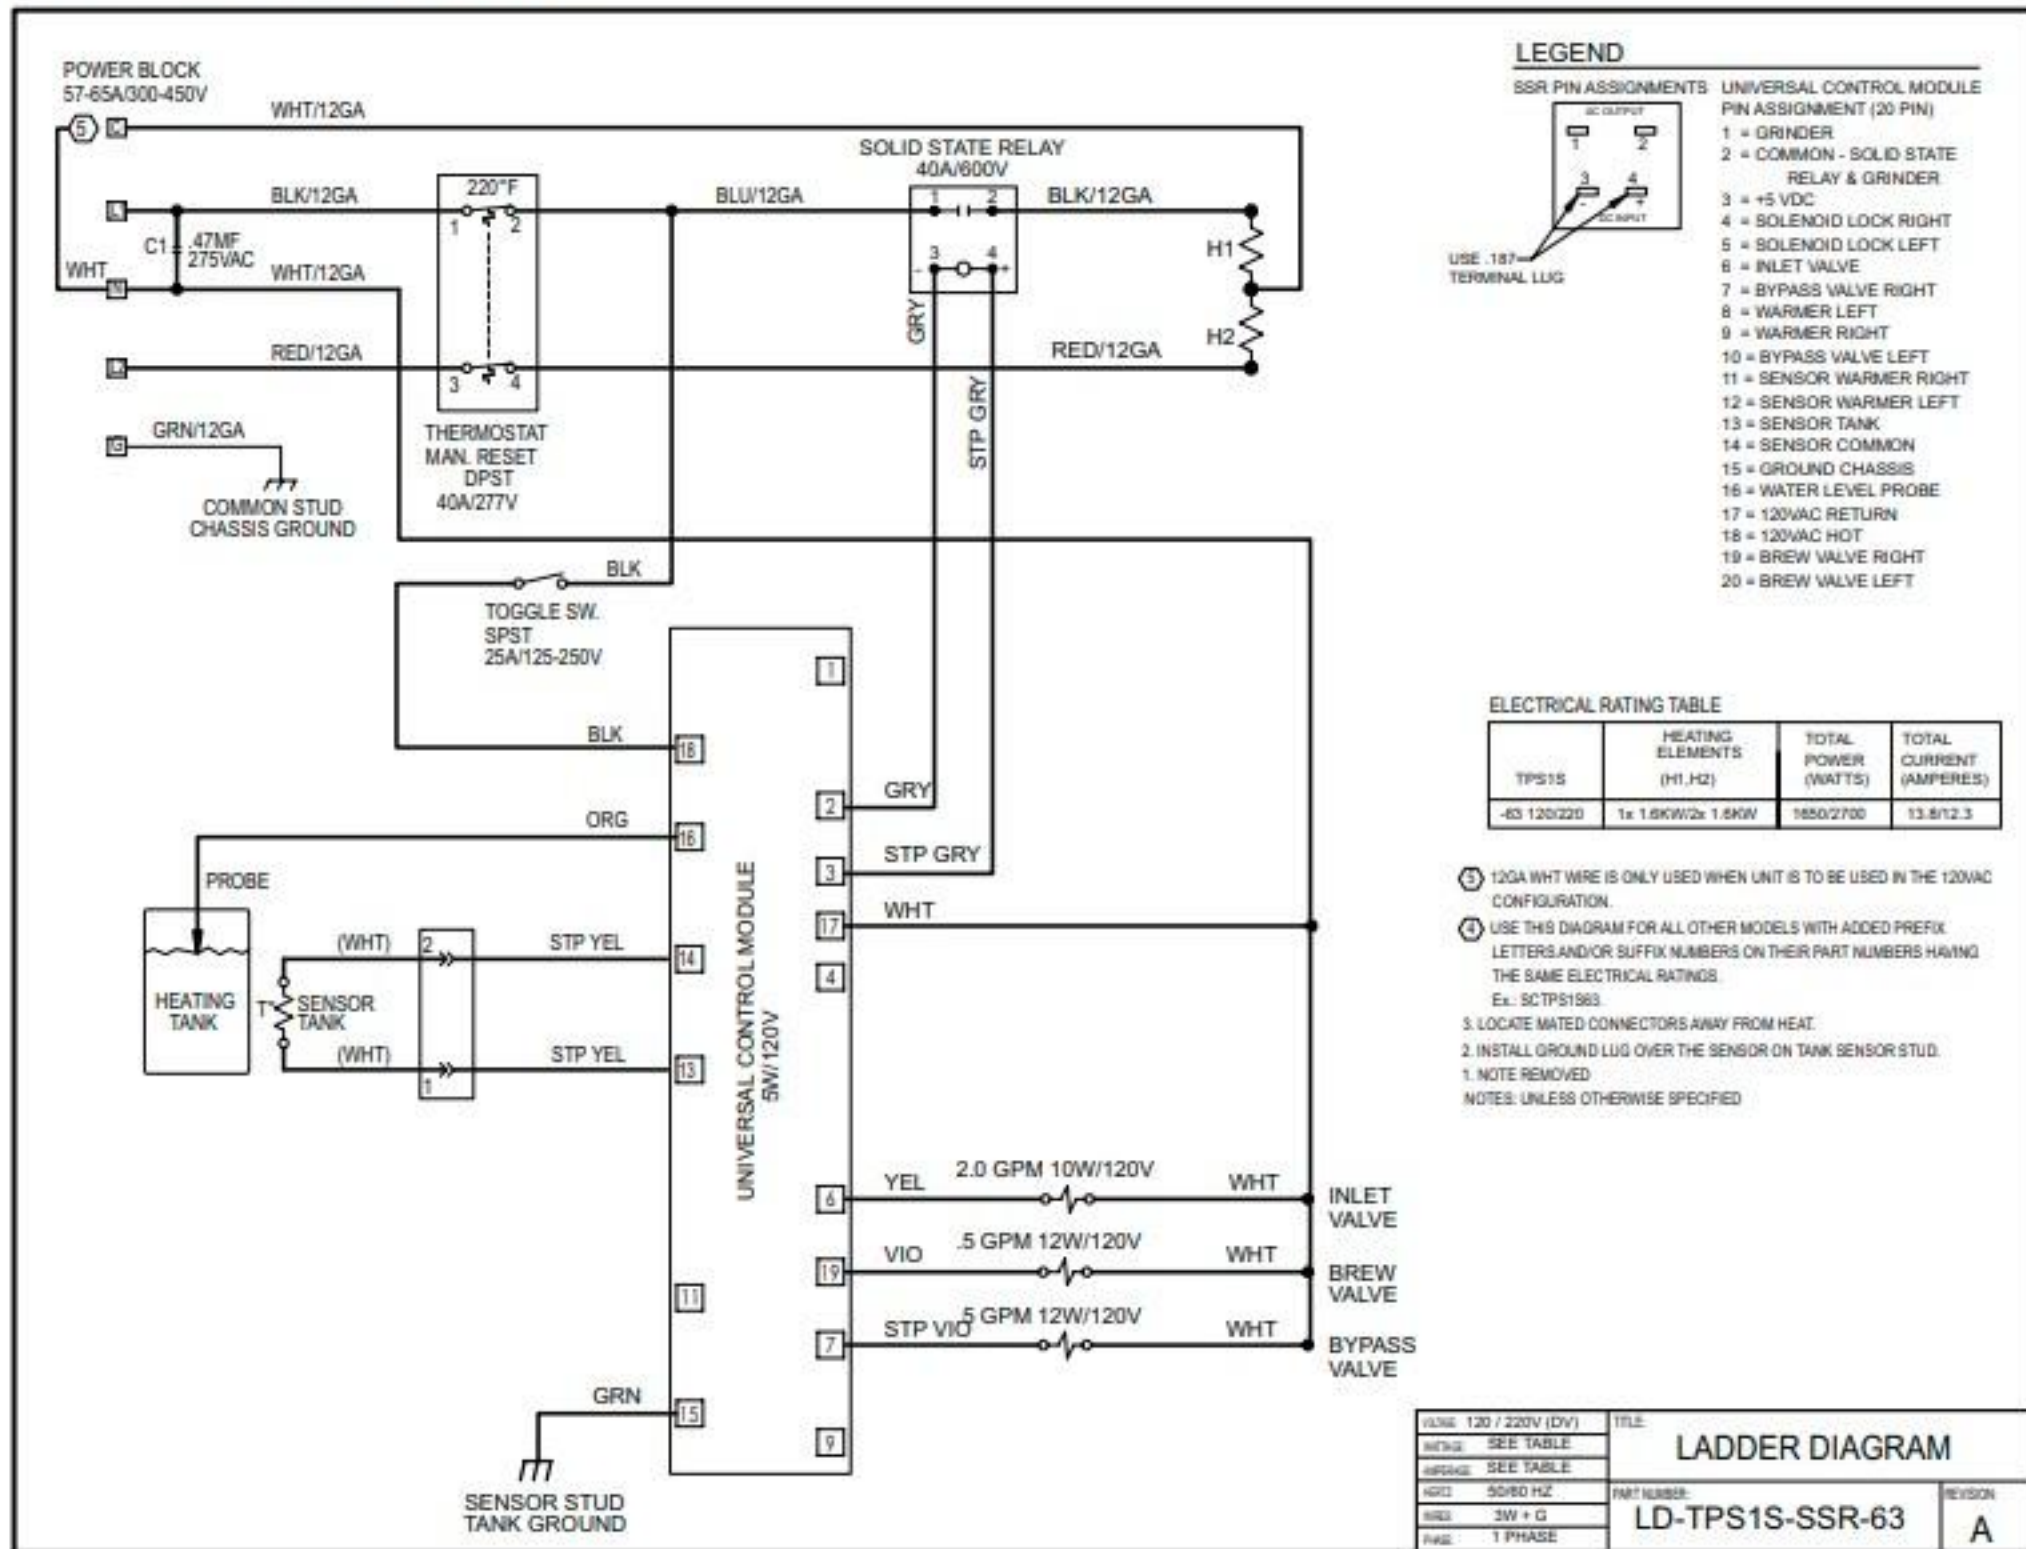 POWER BLOCK
57-65A/300-450V
5
C
WHT/12GA
L1
BLK/12GA
C1
.47MF
275VAC
WHT
N
WHT/12GA
L2
RED/12GA
G
GRN/12GA
COMMON STUD
CHASSIS GROUND
220°F
1 2
3 4
THERMOSTAT
MAN. RESET
DPST
40A/277V
BLU/12GA
SOLID STATE RELAY
40A/600V
1 2
3 4
- +
BLK/12GA
H1
H2
RED/12GA
GRY
STP GRY
BLK
TOGGLE SW.
SPST
25A/125-250V
BLK
18
ORG
16
PROBE
HEATING
TANK
T°
SENSOR
TANK
(WHT)
2
STP YEL
14
(WHT)
1
STP YEL
13
11
GRN
15
SENSOR STUD
TANK GROUND
UNIVERSAL CONTROL MODULE
5W/120V
1
2
GRY
3
STP GRY
17
WHT
4
6
YEL
2.0 GPM 10W/120V
WHT
INLET
VALVE
19
VIO
.5 GPM 12W/120V
WHT
BREW
VALVE
7
STP VIO
.5 GPM 12W/120V
WHT
BYPASS
VALVE
9
LEGEND
SSR PIN ASSIGNMENTS
AC OUTPUT
1 2
3 4
- +
DC INPUT
USE .187
TERMINAL LUG
UNIVERSAL CONTROL MODULE
PIN ASSIGNMENT (20 PIN)
1 = GRINDER
2 = COMMON - SOLID STATE
RELAY & GRINDER
3 = +5 VDC
4 = SOLENOID LOCK RIGHT
5 = SOLENOID LOCK LEFT
6 = INLET VALVE
7 = BYPASS VALVE RIGHT
8 = WARMER LEFT
9 = WARMER RIGHT
10 = BYPASS VALVE LEFT
11 = SENSOR WARMER RIGHT
12 = SENSOR WARMER LEFT
13 = SENSOR TANK
14 = SENSOR COMMON
15 = GROUND CHASSIS
16 = WATER LEVEL PROBE
17 = 120VAC RETURN
18 = 120VAC HOT
19 = BREW VALVE RIGHT
20 = BREW VALVE LEFT
ELECTRICAL RATING TABLE
TPS1S
HEATING
ELEMENTS
(H1,H2)
TOTAL
POWER
(WATTS)
TOTAL
CURRENT
(AMPERES)
-63 120/220 1x 1.6KW/2x 1.6KW 1650/2700 13.8/12.3
5 12GA WHT WIRE IS ONLY USED WHEN UNIT IS TO BE USED IN THE 120VAC
CONFIGURATION.
4 USE THIS DIAGRAM FOR ALL OTHER MODELS WITH ADDED PREFIX
LETTERS AND/OR SUFFIX NUMBERS ON THEIR PART NUMBERS HAVING
THE SAME ELECTRICAL RATINGS.
Ex.: SCTPS1S63.
3. LOCATE MATED CONNECTORS AWAY FROM HEAT.
2. INSTALL GROUND LUG OVER THE SENSOR ON TANK SENSOR STUD.
1. NOTE REMOVED
NOTES: UNLESS OTHERWISE SPECIFIED
VOLTAGE 120 / 220V (DV)
WATTAGE SEE TABLE
AMPERAGE SEE TABLE
HERTZ 50/60 HZ
WIRES 3W + G
PHASE 1 PHASE
TITLE:
LADDER DIAGRAM
PART NUMBER:
LD-TPS1S-SSR-63
REVISION
A